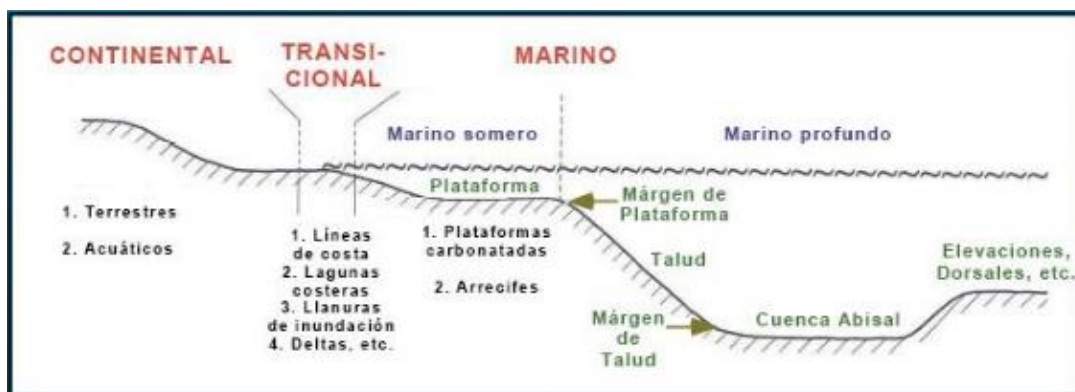 CONTINENTAL
TRANSI-
CIONAL
MARINO
Marino somero
Marino profundo
Plataforma
Márgen de
Plataforma
1. Terrestres
2. Acuáticos
1. Líneas
de costa
2. Lagunas
costeras
3. Llanuras
de inundación
4. Deltas, etc.
1. Plataformas
carbonatadas
2. Arrecifes
Talud
Márgen
de
Talud
Cuenca Abisal
Elevaciones,
Dorsales, etc.